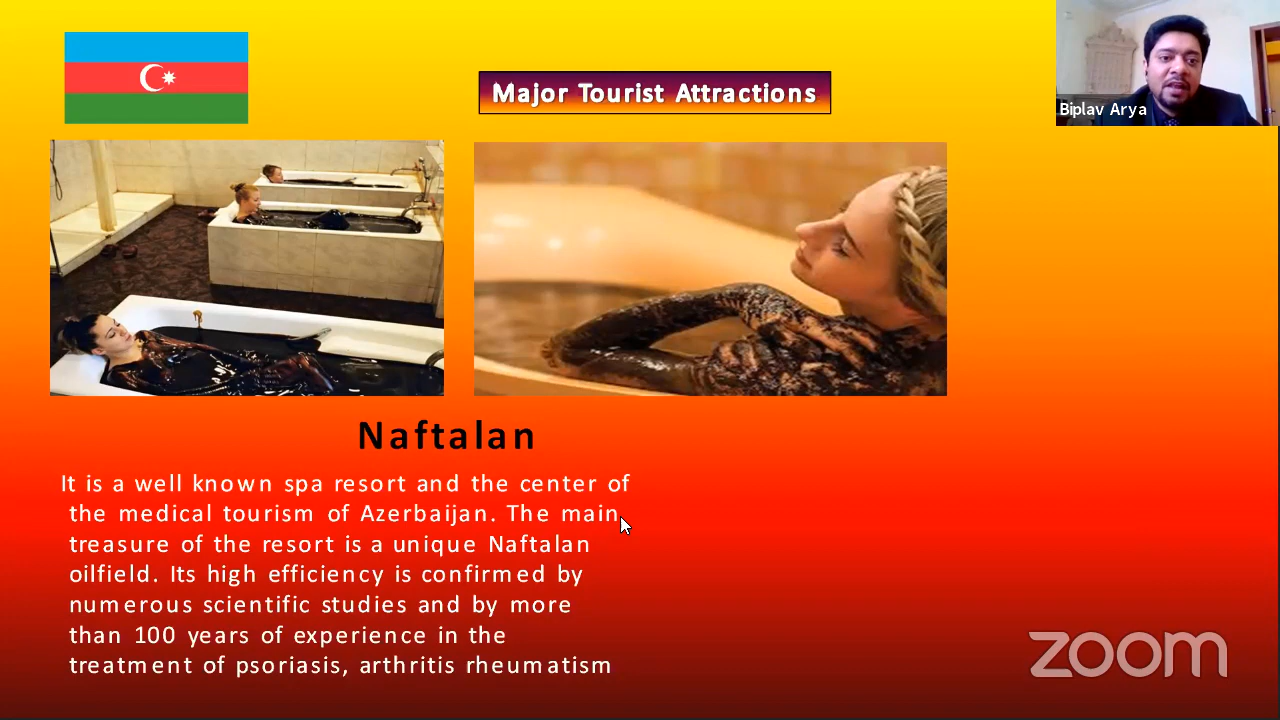 Major Tourist Attractions
Biplav Arya
Naftalan
It is a well known spa resort and the center of
the medical tourism of Azerbaijan. The main
treasure of the resort is a unique Naftalan
oilfield. Its high efficiency is confirmed by
numerous scientific studies and by more
than 100 years of experience in the
treatment of psoriasis, arthritis rheumatism
zoom